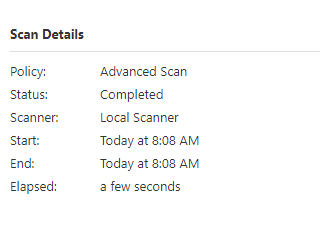 Scan Details
Policy: Advanced Scan
Status: Completed
Scanner: Local Scanner
Start: Today at 8:08 AM
End: Today at 8:08 AM
Elapsed: a few seconds